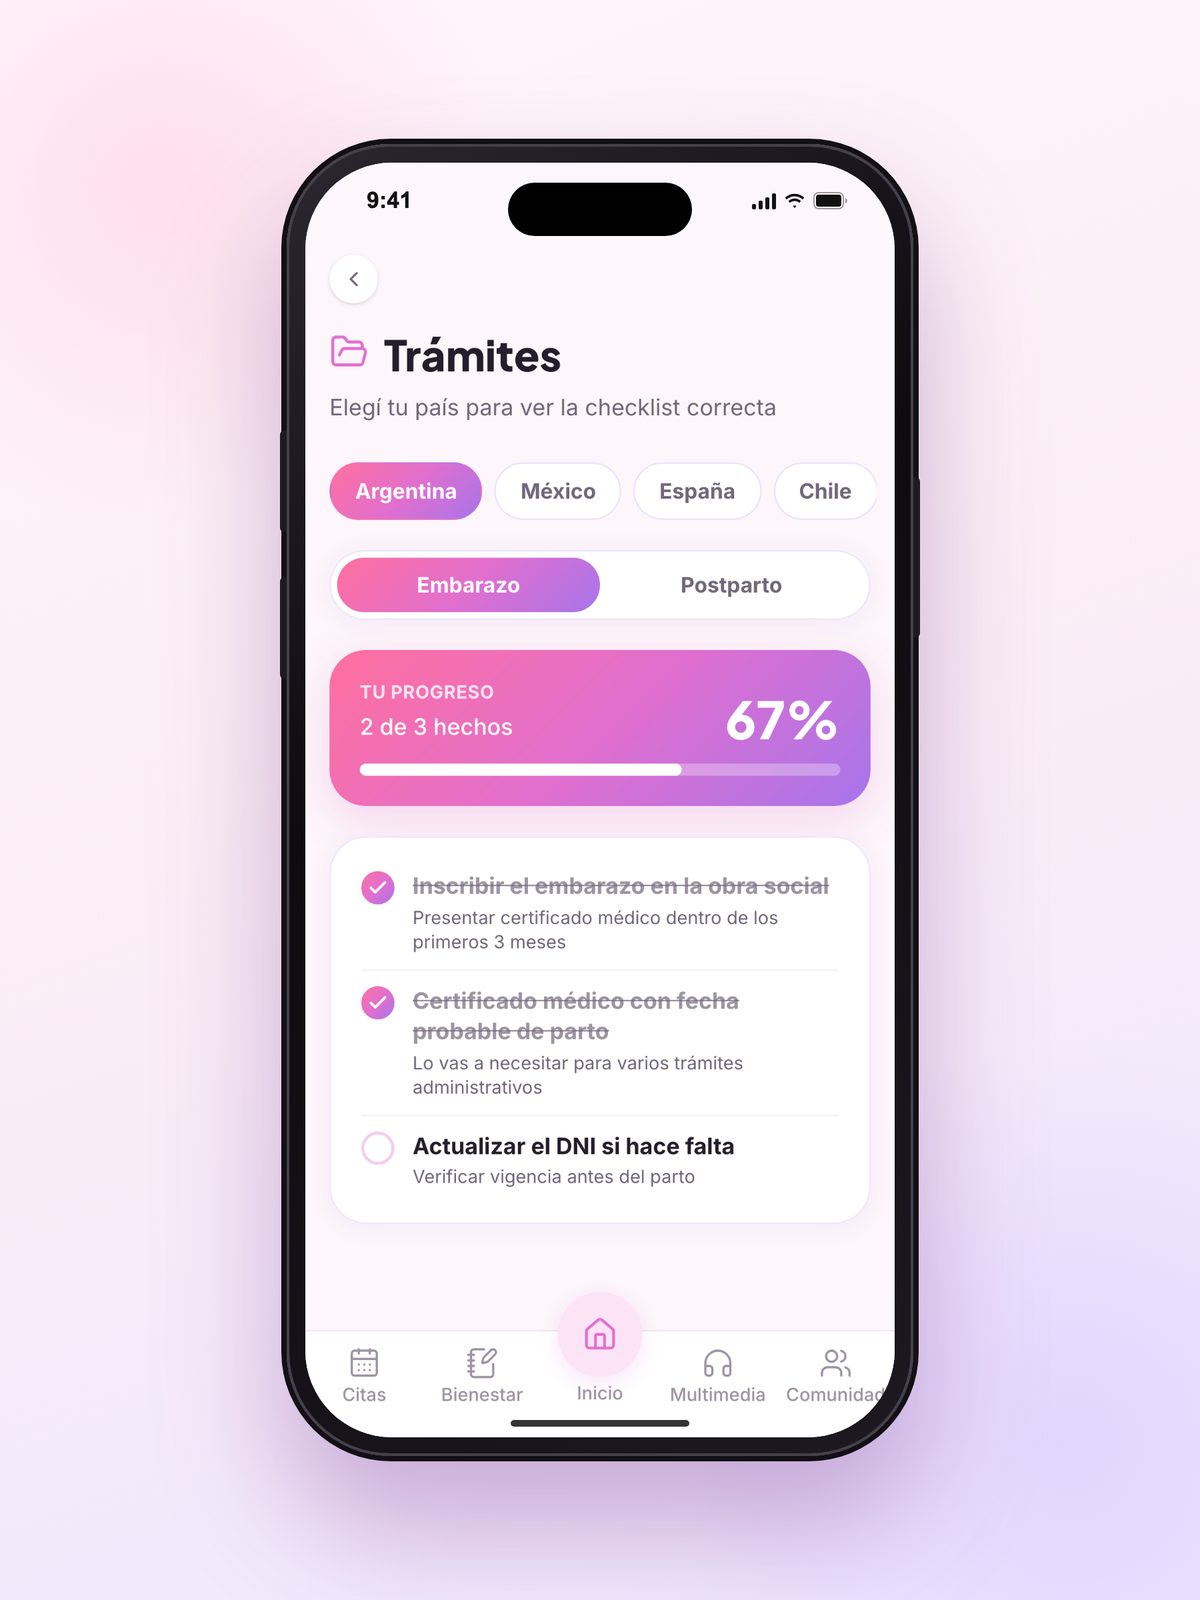 9:41
Trámites
Elegí tu país para ver la checklist correcta
Argentina México España Chile
Embarazo Postparto
TU PROGRESO
2 de 3 hechos
67%
Inscribir el embarazo en la obra social
Presentar certificado médico dentro de los
primeros 3 meses
Certificado médico con fecha
probable de parto
Lo vas a necesitar para varios trámites
administrativos
Actualizar el DNI si hace falta
Verificar vigencia antes del parto
Citas Bienestar Inicio Multimedia Comunidad